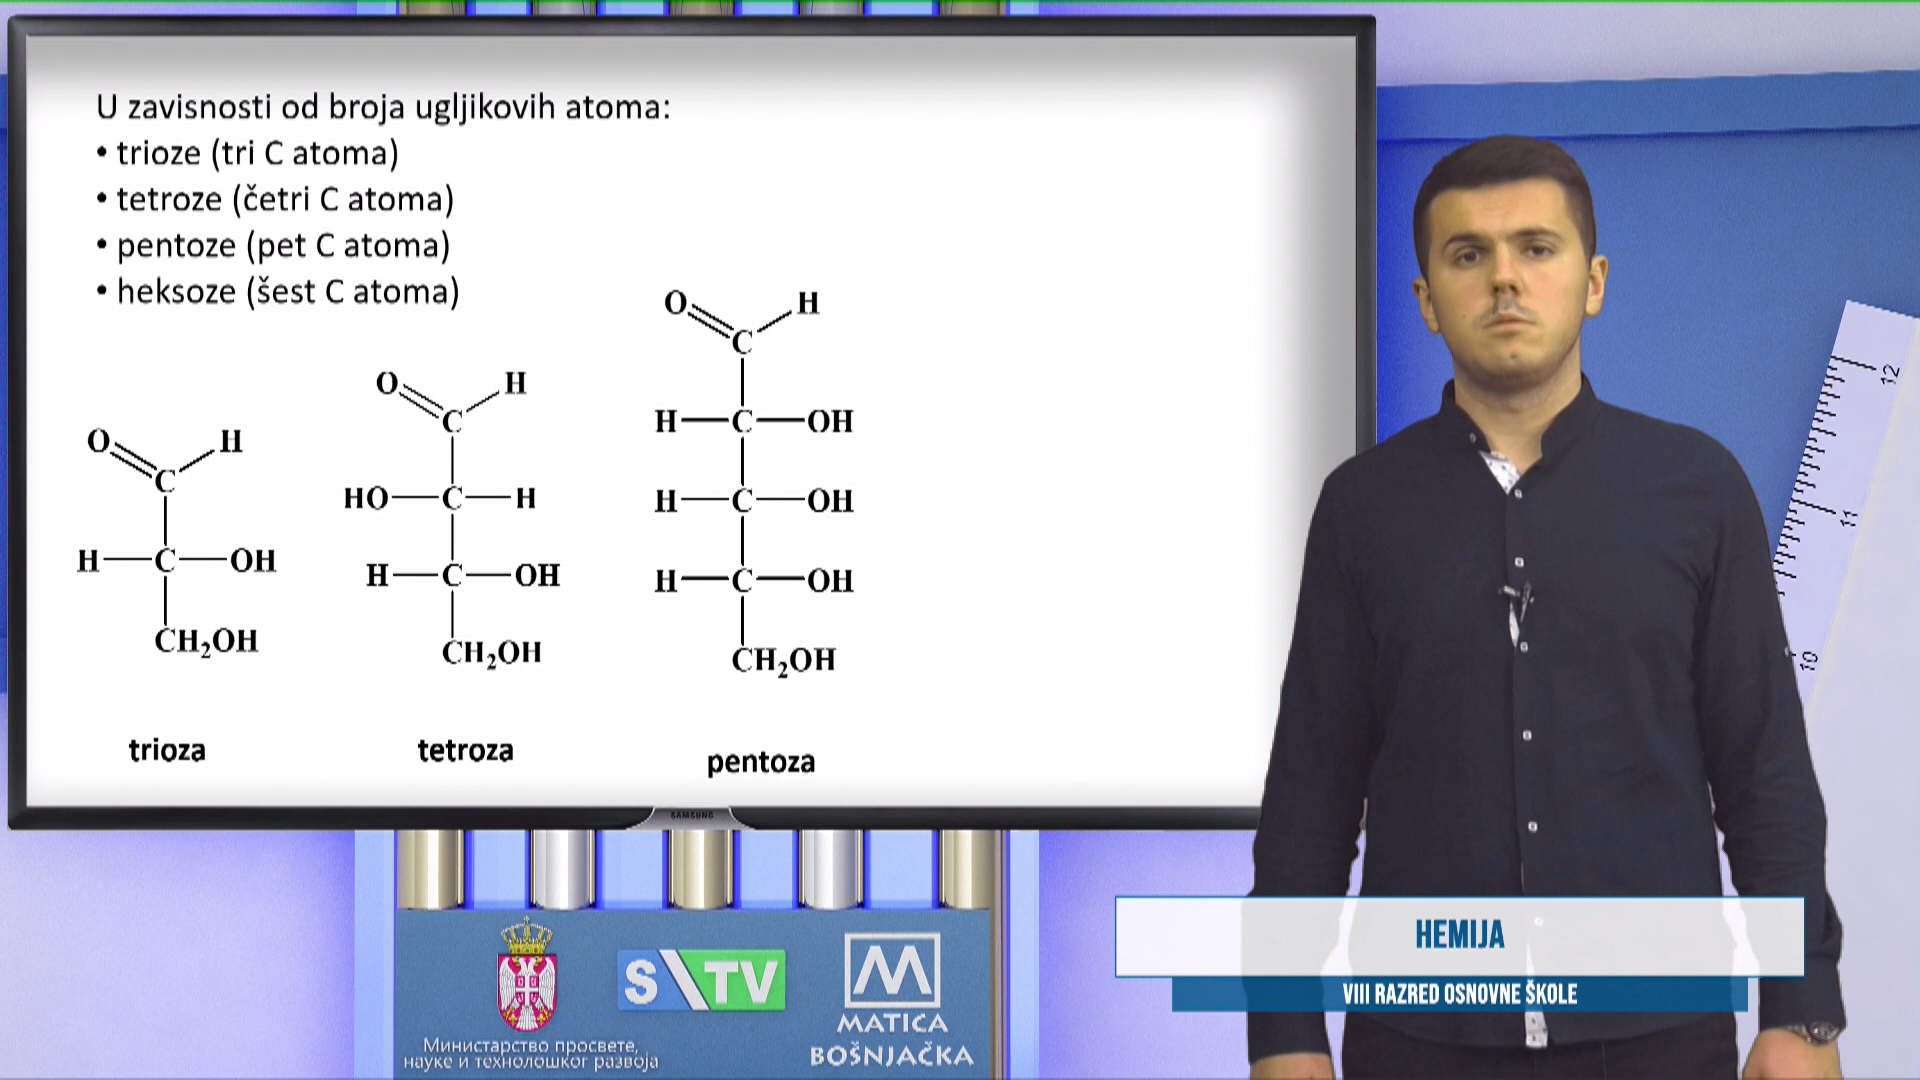 U zavisnosti od broja ugljikovih atoma:
• trioze (tri C atoma)
• tetroze (četri C atoma)
• pentoze (pet C atoma)
• heksoze (šest C atoma)
O H
C
H C OH
CH₂OH
trioza
O H
C
HO C H
H C OH
CH₂OH
tetroza
O H
C
H C OH
H C OH
H C OH
CH₂OH
pentoza
SAMSUNG
12
11
10
HEMIJA
VIII RAZRED OSNOVNE ŠKOLE
Министарство просвете,
науке и технолошког развоја
S TV
M
MATICA
BOŠNJAČKA